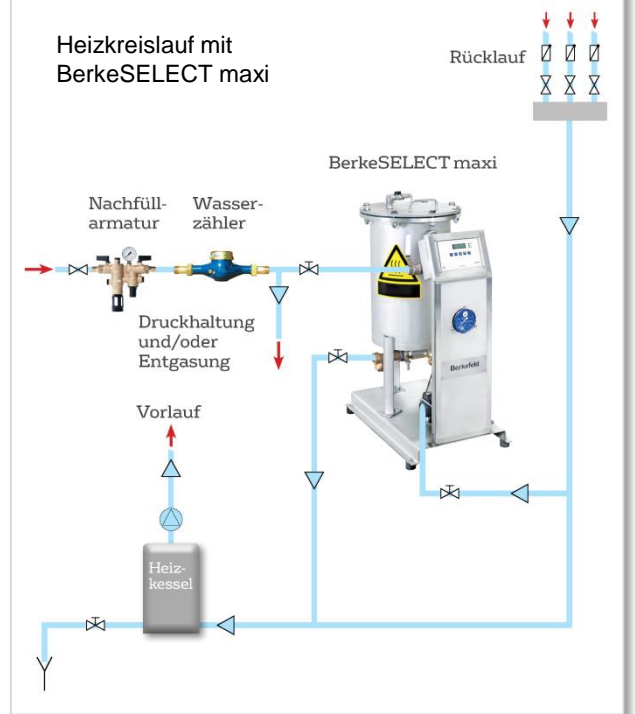 Heizkreislauf mit
BerkeSELECT maxi
Rücklauf
BerkeSELECT maxi
Nachfüll-
armatur
Wasser-
zähler
Druckhaltung
und/oder
Entgasung
Berkefeld
Vorlauf
Heiz-
kessel